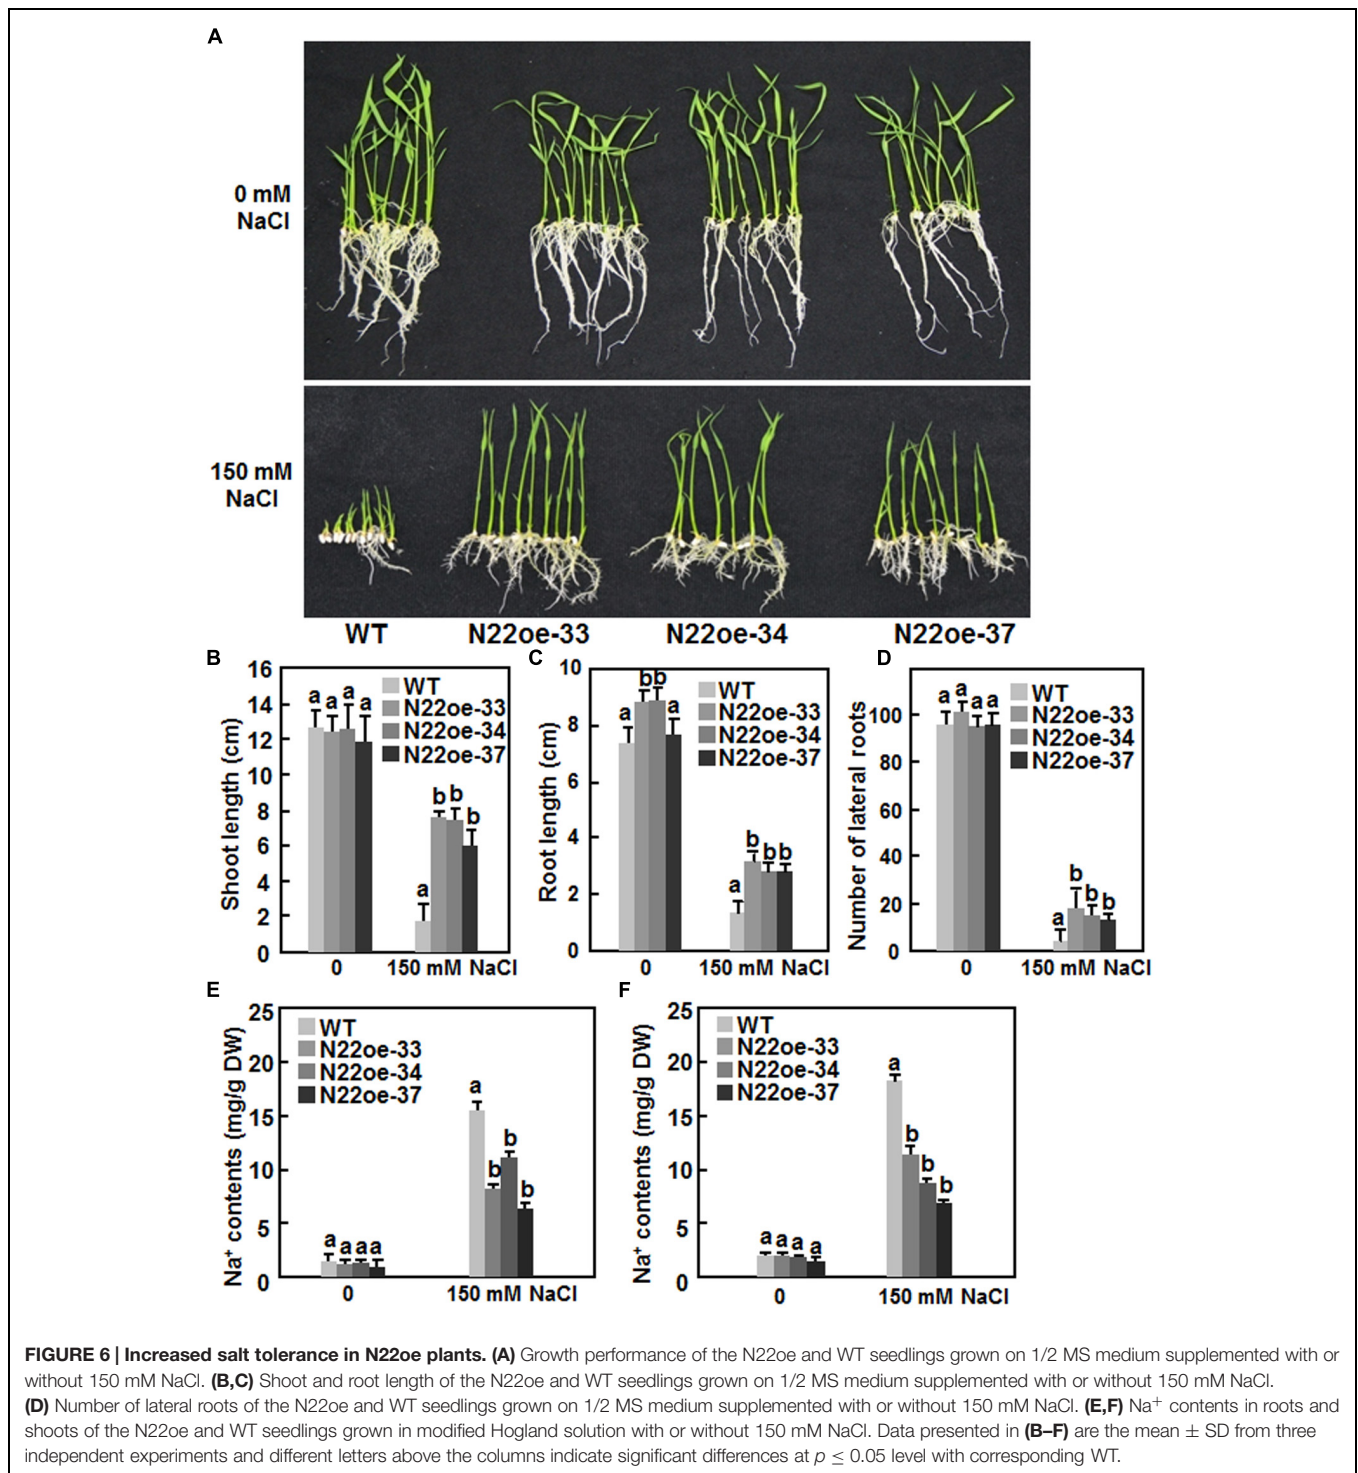 A
0 mM
NaCl
150 mM
NaCl
WT N22oe-33 N22oe-34 N22oe-37
B
16
14
12
10
8
6
4
2
0
Shoot length (cm)
WT
N22oe-33
N22oe-34
N22oe-37
a a a a
a b b b
0 150 mM NaCl
C
10
8
6
4
2
0
Root length (cm)
WT
N22oe-33
N22oe-34
N22oe-37
a b b a
a b b b
0 150 mM NaCl
D
100
80
60
40
20
0
Number of lateral roots
WT
N22oe-33
N22oe-34
N22oe-37
a a a a
a b b b
0 150 mM NaCl
E
25
20
15
10
5
0
Na⁺ contents (mg/g DW)
WT
N22oe-33
N22oe-34
N22oe-37
a a a a
a b b b
0 150 mM NaCl
F
25
20
15
10
5
0
Na⁺ contents (mg/g DW)
WT
N22oe-33
N22oe-34
N22oe-37
a a a a
a b b b
0 150 mM NaCl
FIGURE 6 | Increased salt tolerance in N22oe plants. (A) Growth performance of the N22oe and WT seedlings grown on 1/2 MS medium supplemented with or
without 150 mM NaCl. (B,C) Shoot and root length of the N22oe and WT seedlings grown on 1/2 MS medium supplemented with or without 150 mM NaCl.
(D) Number of lateral roots of the N22oe and WT seedlings grown on 1/2 MS medium supplemented with or without 150 mM NaCl. (E,F) Na⁺ contents in roots and
shoots of the N22oe and WT seedlings grown in modified Hogland solution with or without 150 mM NaCl. Data presented in (B–F) are the mean ± SD from three
independent experiments and different letters above the columns indicate significant differences at p ≤ 0.05 level with corresponding WT.